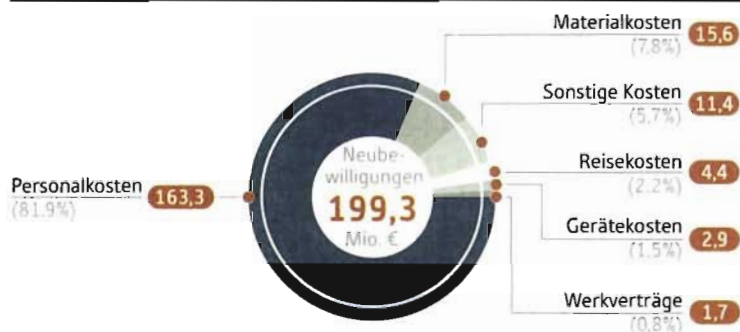 Materialkosten 15,6
(7.8%)
Sonstige Kosten 11,4
(5.7%)
Reisekosten 4,4
(2.2%)
Gerätekosten 2,9
(1.5%)
Werkverträge 1,7
(0.8%)
Personalkosten 163,3
(81.9%)
Neube-
willigungen
199,3
Mio. €